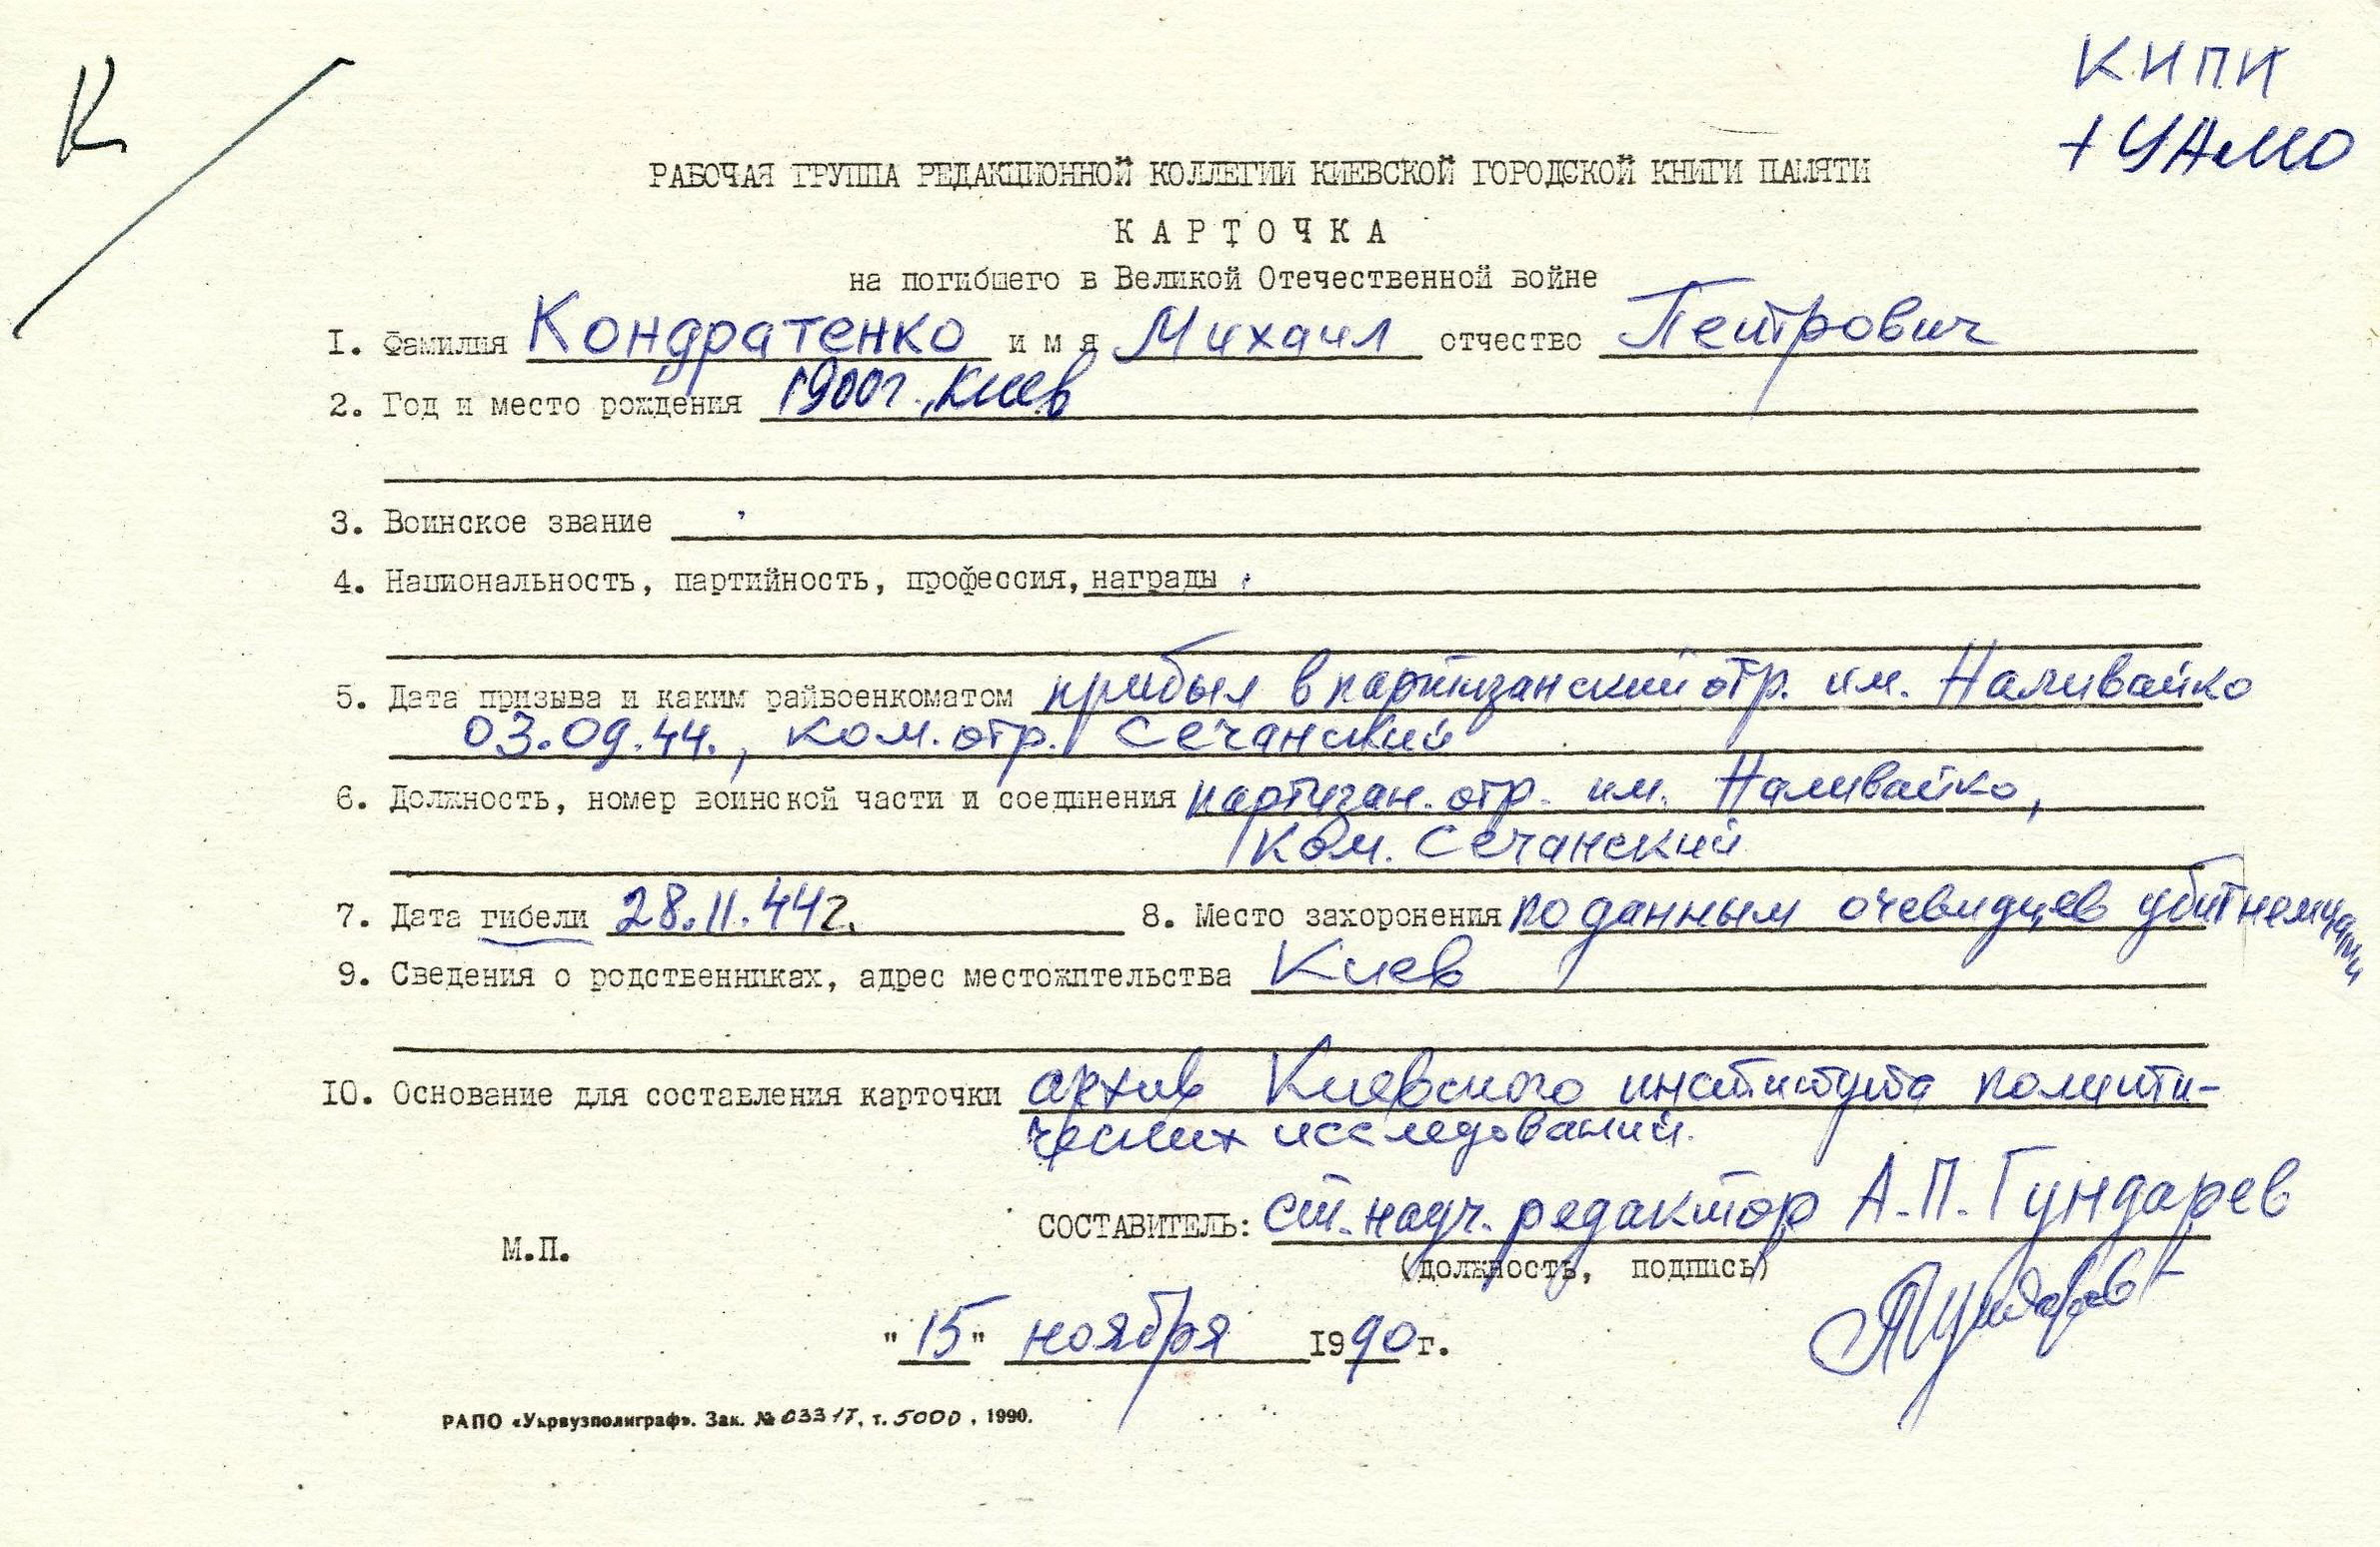 К
КИПИ
+ ЦАМО
РАБОЧАЯ ГРУППА РЕДАКЦИОННОЙ КОЛЛЕГИИ КИЕВСКОЙ ГОРОДСКОЙ КНИГИ ПАМЯТИ
КАРТОЧКА
на погибшего в Великой Отечественной войне
1. Фамилия Кондратенко имя Михаил отчество Петрович
2. Год и место рождения 1900г., Киев
3. Воинское звание
4. Национальность, партийность, профессия, награды
5. Дата призыва и каким райвоенкоматом прибыл в партизанский отр. им. Наливайко
03.09.44., ком. отр. Сечанский
6. Должность, номер воинской части и соединения партизан. отр. им. Наливайко,
ком. Сечанский
7. Дата гибели 28.11.44г. 8. Место захоронения по данным очевидцев убит немцами
9. Сведения о родственниках, адрес местожительства Киев
10. Основание для составления карточки архив Киевского института полити-
ческих исследований.
СОСТАВИТЕЛЬ: ст. науч. редактор А.П. Гундарев
М.П. (должность, подпись)
"15" ноября 1990г.
РАПО «Укрвузполиграф». Зак. № 0331Т, т. 5000, 1990.